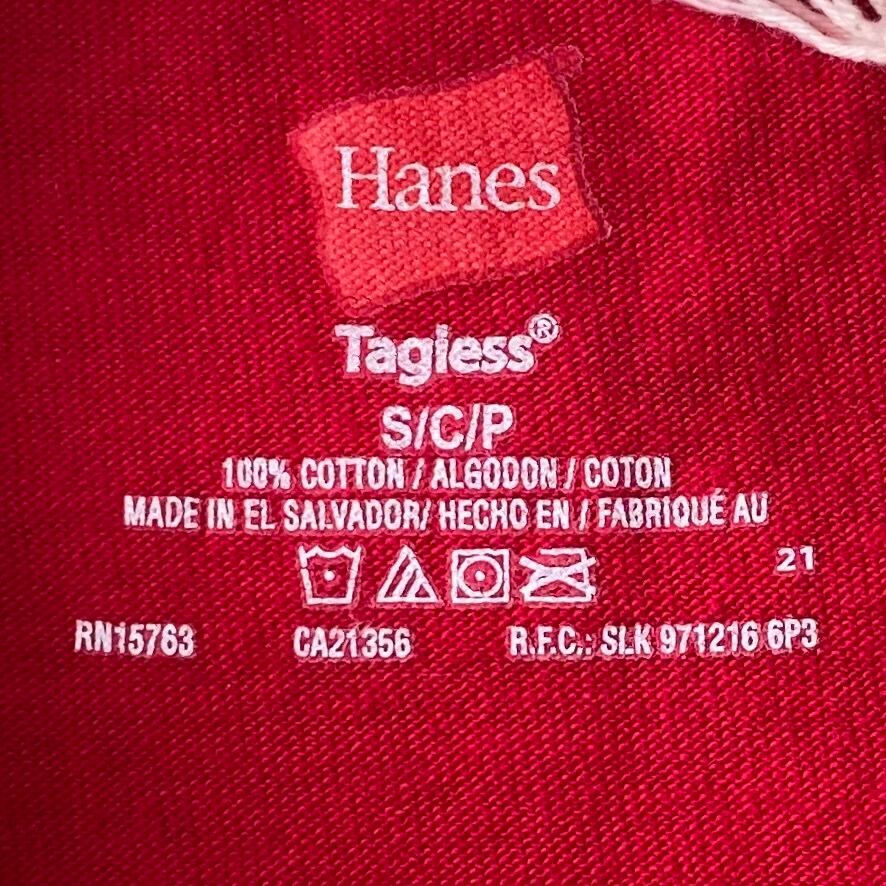 Hanes
Tagless®
S/C/P
100% COTTON / ALGODON / COTON
MADE IN EL SALVADOR/ HECHO EN / FABRIQUÉ AU
21
RN15763 CA21356 R.F.C.: SLK 971216 6P3